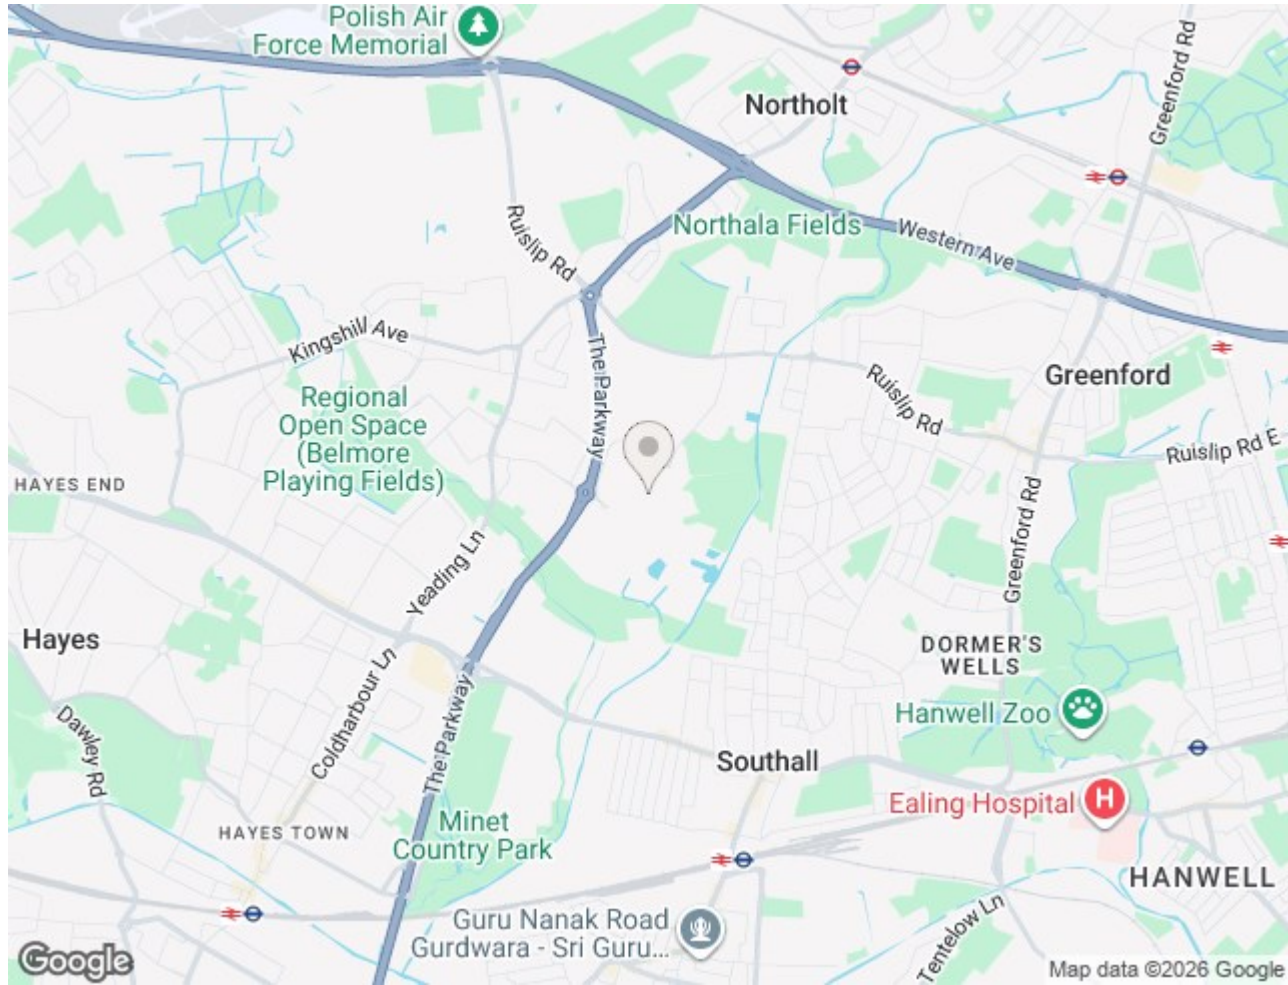 Polish Air
Force Memorial
Northolt
Greenford Rd
Ruislip Rd
Northala Fields
Western Ave
Kingshill Ave
The Parkway
Greenford
Ruislip Rd
Ruislip Rd E
Regional
Open Space
(Belmore
Playing Fields)
HAYES END
Yeading Ln
Greenford Rd
Hayes
DORMER'S
WELLS
Coldharbour Ln
Hanwell Zoo
Dawley Rd
The Parkway
Southall
Ealing Hospital
H
Minet
Country Park
HAYES TOWN
HANWELL
Guru Nanak Road
Gurdwara - Sri Guru...
Tentelow Ln
Google
Map data ©2026 Google